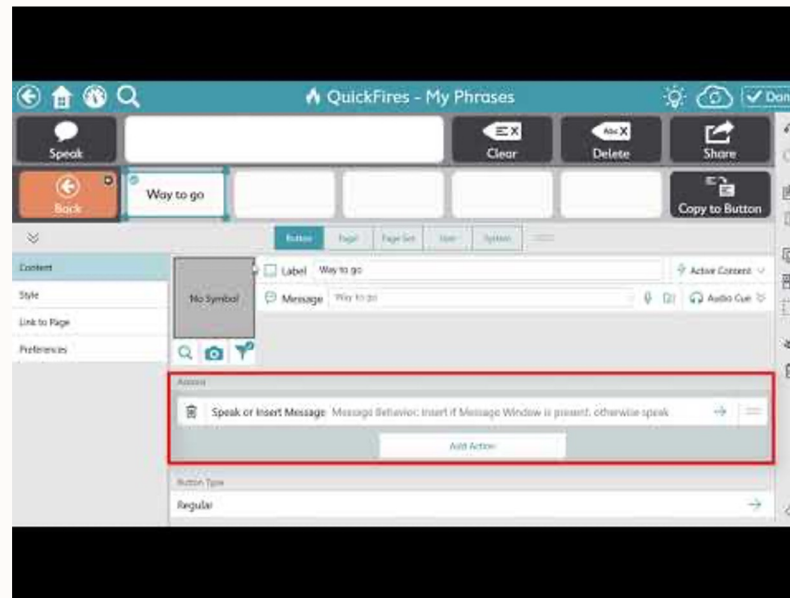 QuickFires - My Phrases
Done
Speak
Clear
Abc X
Delete
Share
Back
Way to go
Copy to Button
Button
Page
Page Set
User
System
Content
Style
Link to Page
Preferences
No Symbol
Label
Way to go
Active Content
Message
Way to go
Audio Cue
Actions
Speak or Insert Message Message Behavior: Insert if Message Window is present, otherwise speak
Add Action
Button Type
Regular